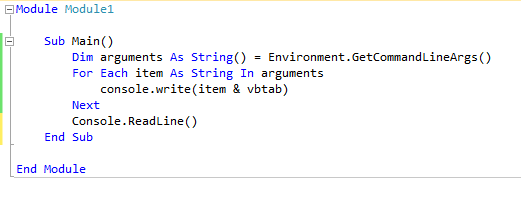 Module Module1
Sub Main()
Dim arguments As String() = Environment.GetCommandLineArgs()
For Each item As String In arguments
console.write(item & vbtab)
Next
Console.ReadLine()
End Sub
End Module